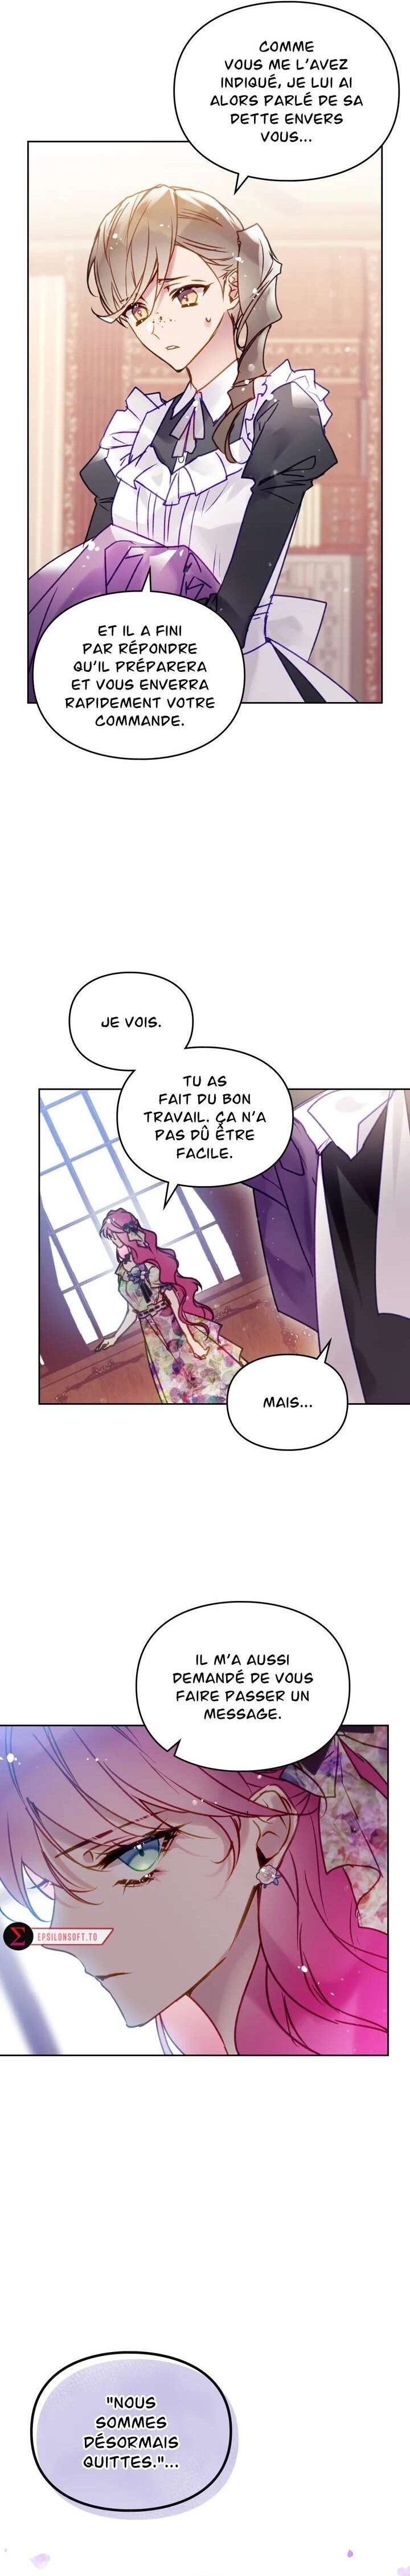 COMME
VOUS ME L'AVEZ
INDIQUÉ, JE LUI AI
ALORS PARLÉ DE SA
DETTE ENVERS
VOUS...
ET IL A FINI
PAR RÉPONDRE
QU'IL PRÉPARERA
ET VOUS ENVERRA
RAPIDEMENT VOTRE
COMMANDE.
JE VOIS.
TU AS
FAIT DU BON
TRAVAIL. ÇA N'A
PAS DÛ ÊTRE
FACILE.
MAIS...
IL M'A AUSSI
DEMANDÉ DE VOUS
FAIRE PASSER UN
MESSAGE.
Σ EPSILONSOFT.TO
"NOUS
SOMMES
DÉSORMAIS
QUITTES."...